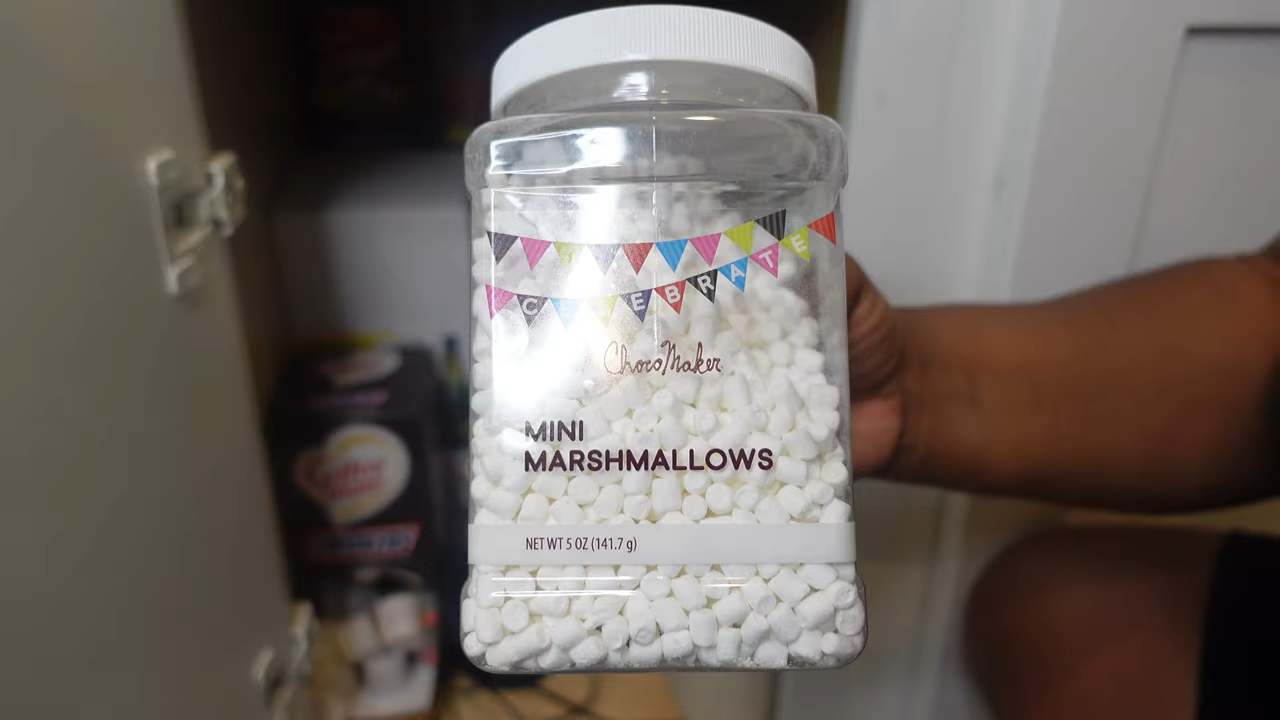 CELEBRATE
ChocoMaker
MINI
MARSHMALLOWS
NET WT 5 OZ (141.7 g)